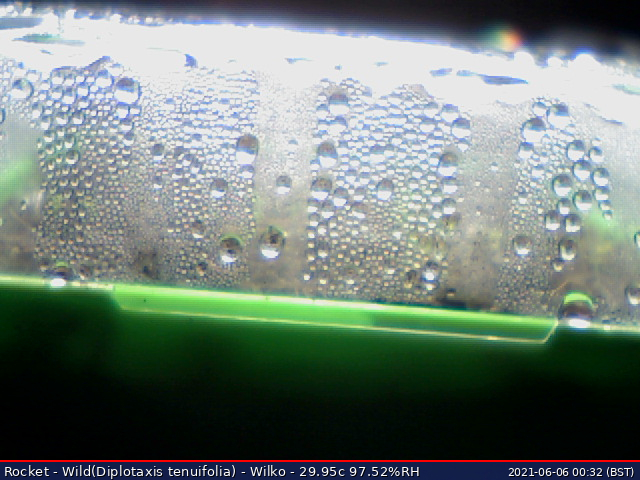 Rocket - Wild(Diplotaxis tenuifolia) - Wilko - 29.95c 97.52%RH 2021-06-06 00:32 (BST)